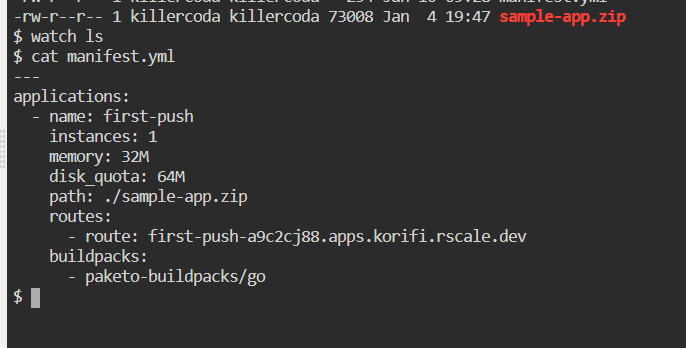 -rw-r--r-- 1 killercoda killercoda 73008 Jan  4 19:47 sample-app.zip
$ watch ls
$ cat manifest.yml
---
applications:
  - name: first-push
    instances: 1
    memory: 32M
    disk_quota: 64M
    path: ./sample-app.zip
    routes:
      - route: first-push-a9c2cj88.apps.korifi.rscale.dev
    buildpacks:
      - paketo-buildpacks/go
$